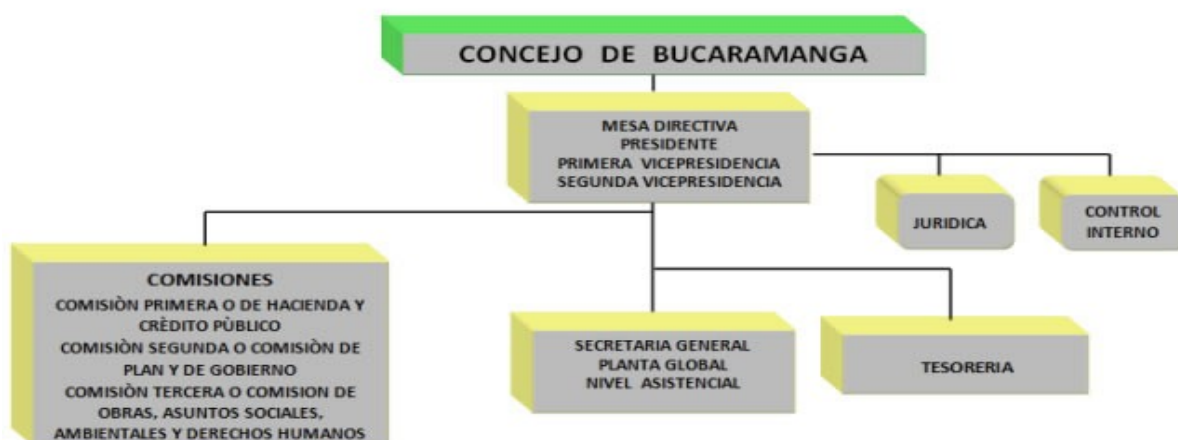 CONCEJO DE BUCARAMANGA
MESA DIRECTIVA
PRESIDENTE
PRIMERA VICEPRESIDENCIA
SEGUNDA VICEPRESIDENCIA
JURIDICA
CONTROL
INTERNO
COMISIONES
COMISIÒN PRIMERA O DE HACIENDA Y
CRÈDITO PÙBLICO
COMISIÒN SEGUNDA O COMISIÒN DE
PLAN Y DE GOBIERNO
COMISIÒN TERCERA O COMISION DE
OBRAS, ASUNTOS SOCIALES,
AMBIENTALES Y DERECHOS HUMANOS
SECRETARIA GENERAL
PLANTA GLOBAL
NIVEL ASISTENCIAL
TESORERIA